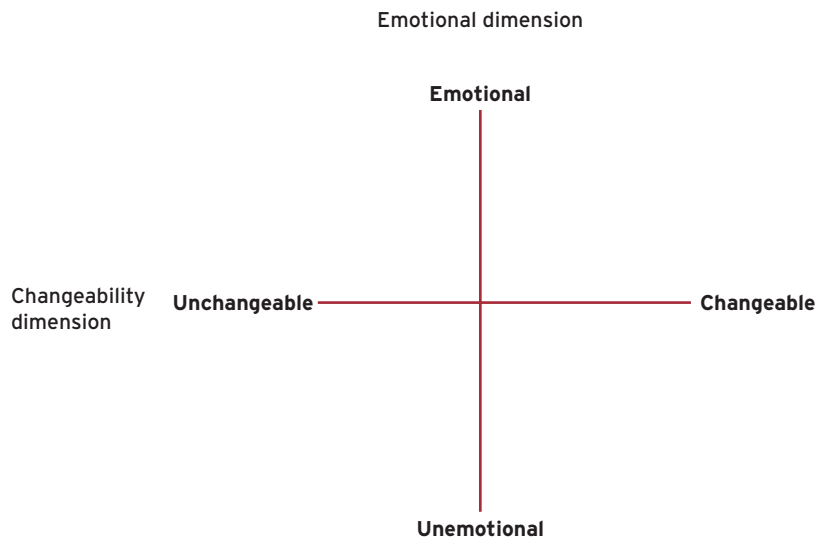 Emotional dimension
Emotional
Changeability
dimension
Unchangeable
Changeable
Unemotional